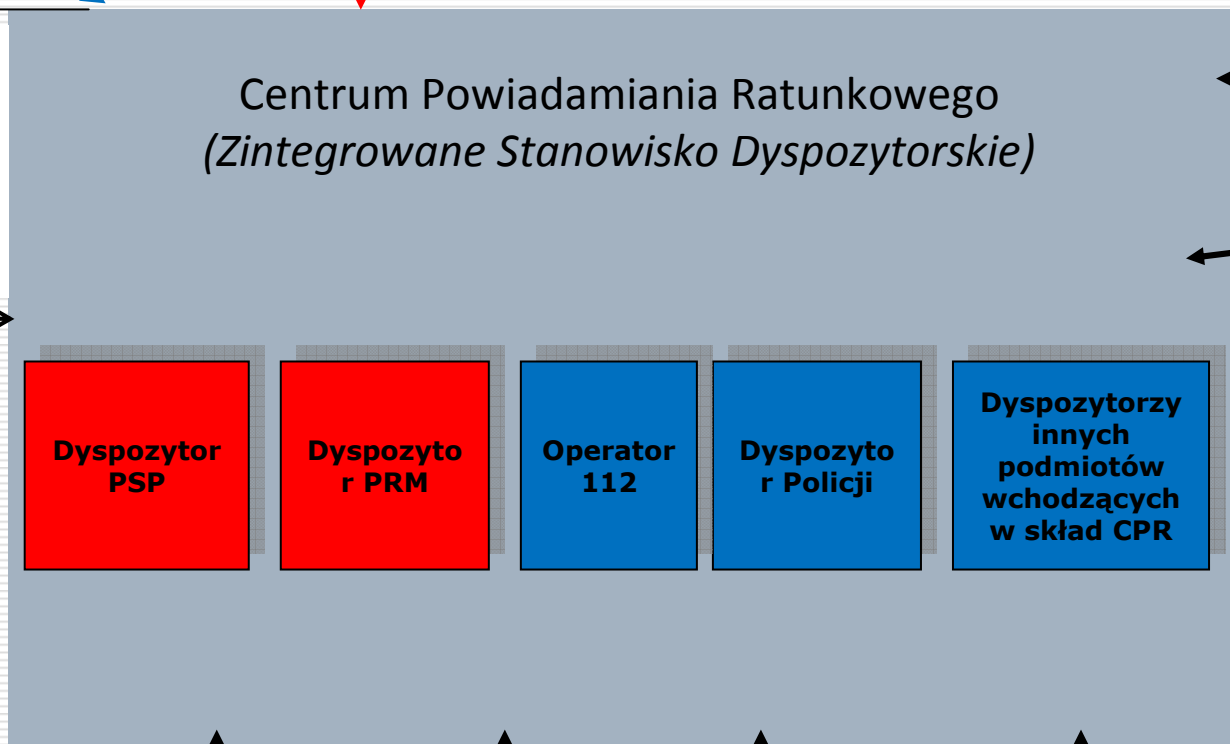 Centrum Powiadamiania Ratunkowego
(Zintegrowane Stanowisko Dyspozytorskie)
Dyspozytor
PSP
Dyspozyto
r PRM
Operator
112
Dyspozyto
r Policji
Dyspozytorzy
innych
podmiotów
wchodzących
w skład CPR